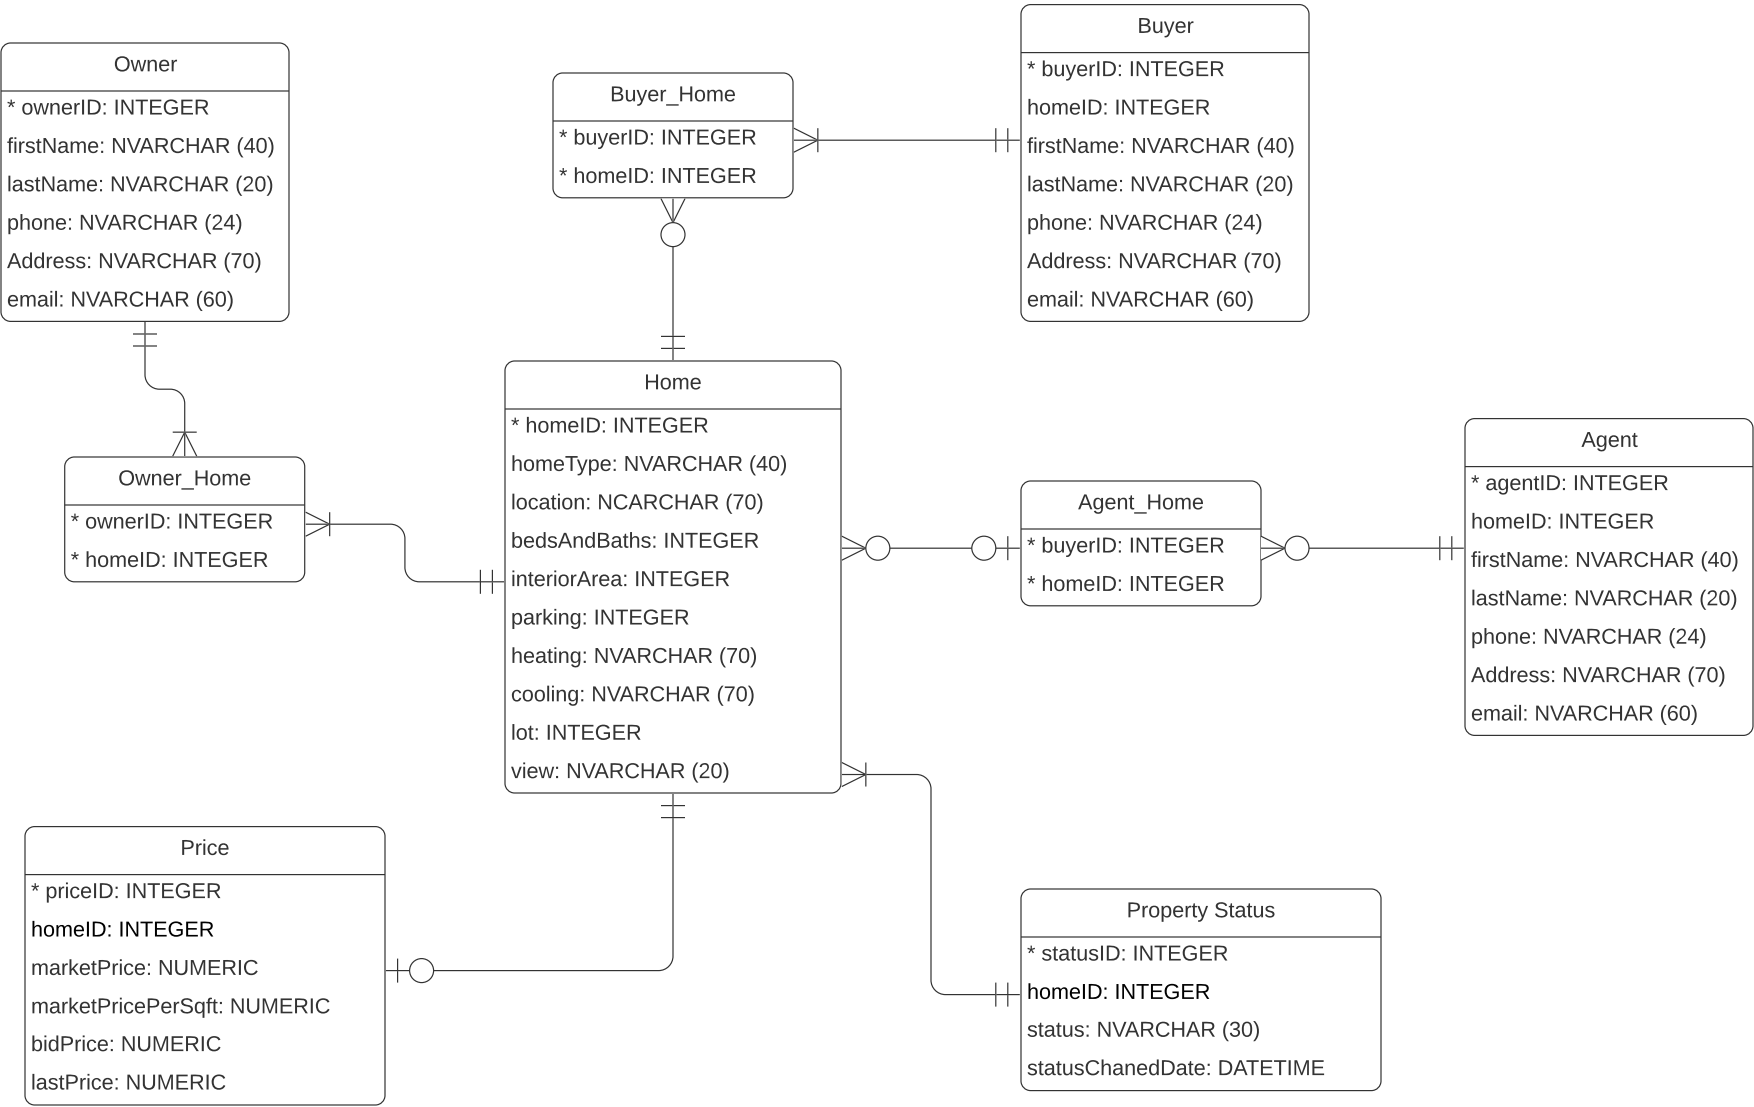 Owner
* ownerID: INTEGER
firstName: NVARCHAR (40)
lastName: NVARCHAR (20)
phone: NVARCHAR (24)
Address: NVARCHAR (70)
email: NVARCHAR (60)
Buyer_Home
* buyerID: INTEGER
* homeID: INTEGER
Buyer
* buyerID: INTEGER
homeID: INTEGER
firstName: NVARCHAR (40)
lastName: NVARCHAR (20)
phone: NVARCHAR (24)
Address: NVARCHAR (70)
email: NVARCHAR (60)
Owner_Home
* ownerID: INTEGER
* homeID: INTEGER
Home
* homeID: INTEGER
homeType: NVARCHAR (40)
location: NCARCHAR (70)
bedsAndBaths: INTEGER
interiorArea: INTEGER
parking: INTEGER
heating: NVARCHAR (70)
cooling: NVARCHAR (70)
lot: INTEGER
view: NVARCHAR (20)
Agent_Home
* buyerID: INTEGER
* homeID: INTEGER
Agent
* agentID: INTEGER
homeID: INTEGER
firstName: NVARCHAR (40)
lastName: NVARCHAR (20)
phone: NVARCHAR (24)
Address: NVARCHAR (70)
email: NVARCHAR (60)
Price
* priceID: INTEGER
homeID: INTEGER
marketPrice: NUMERIC
marketPricePerSqft: NUMERIC
bidPrice: NUMERIC
lastPrice: NUMERIC
Property Status
* statusID: INTEGER
homeID: INTEGER
status: NVARCHAR (30)
statusChanedDate: DATETIME